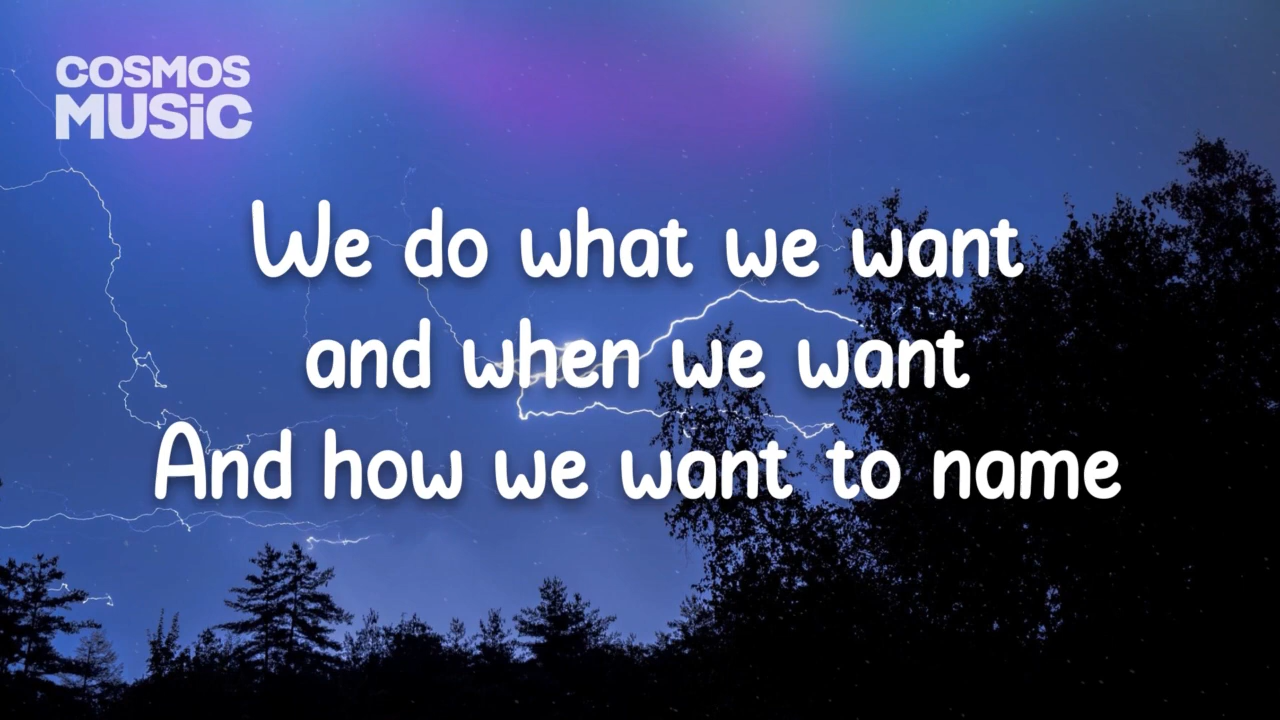 COSMOS
MUSiC
We do what we want
and when we want
And how we want to name